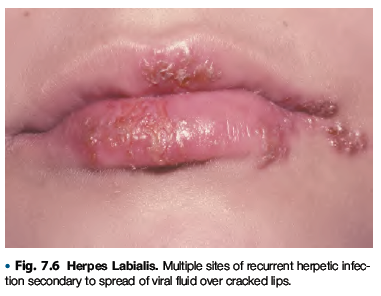 • Fig. 7.6 Herpes Labialis. Multiple sites of recurrent herpetic infec-
tion secondary to spread of viral fluid over cracked lips.